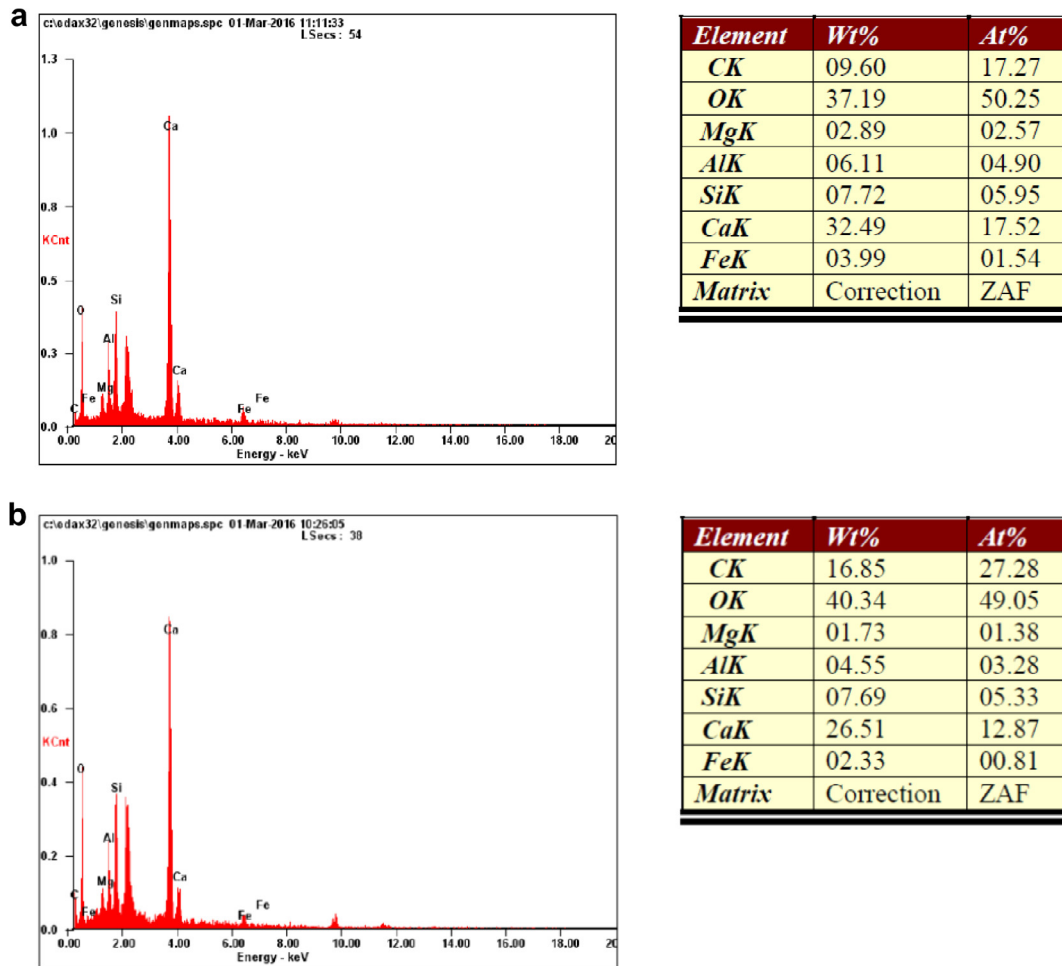 a
c:\edax32\genesis\genmaps.spc 01-Mar-2016 11:11:33
LSecs : 54
1.3
1.0
0.8
KCnt
0.5
0.3
0.0
C
O
Fe
Mg
Al
Si
Ca
Ca
Fe
Fe
0.00 2.00 4.00 6.00 8.00 10.00 12.00 14.00 16.00 18.00 20
Energy - keV
Element Wt% At%
CK 09.60 17.27
OK 37.19 50.25
MgK 02.89 02.57
AlK 06.11 04.90
SiK 07.72 05.95
CaK 32.49 17.52
FeK 03.99 01.54
Matrix Correction ZAF
b
c:\edax32\genesis\genmaps.spc 01-Mar-2016 10:26:05
LSecs : 38
1.0
0.8
0.6
KCnt
0.4
0.2
0.0
C
O
Fe
Mg
Al
Si
Ca
Ca
Fe
Fe
0.00 2.00 4.00 6.00 8.00 10.00 12.00 14.00 16.00 18.00 20
Energy - keV
Element Wt% At%
CK 16.85 27.28
OK 40.34 49.05
MgK 01.73 01.38
AlK 04.55 03.28
SiK 07.69 05.33
CaK 26.51 12.87
FeK 02.33 00.81
Matrix Correction ZAF